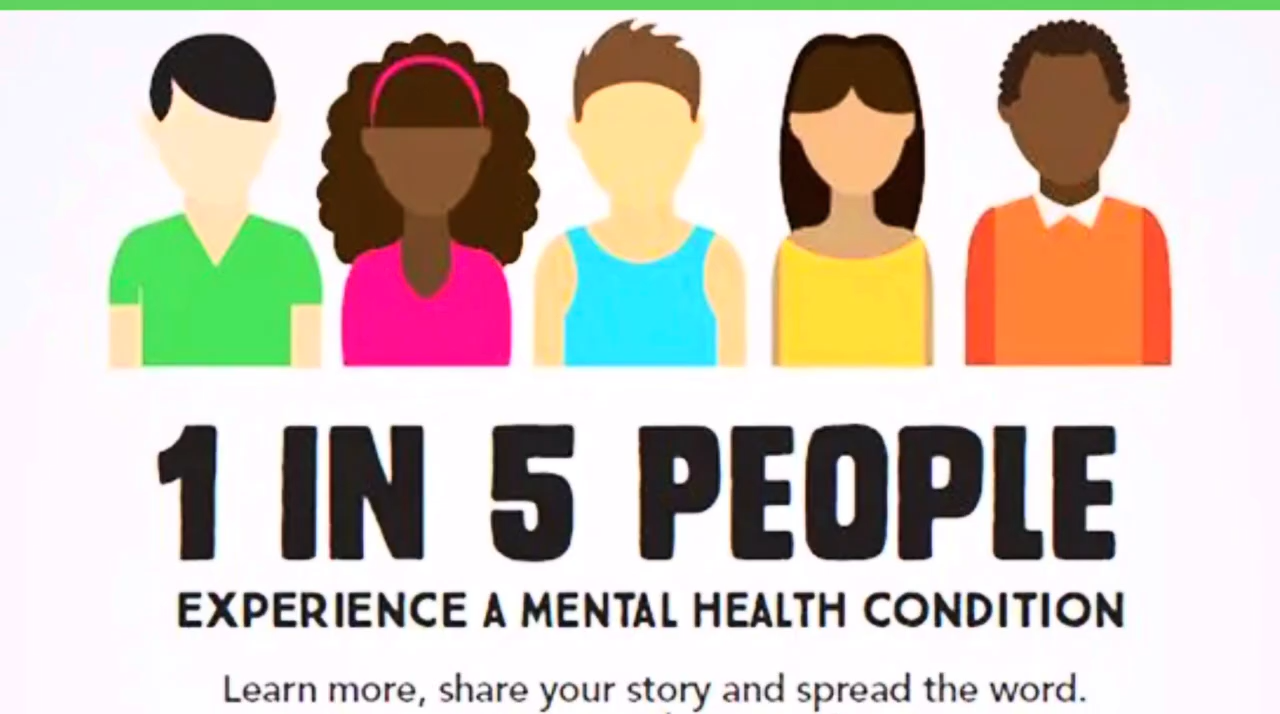 1 IN 5 PEOPLE
EXPERIENCE A MENTAL HEALTH CONDITION
Learn more, share your story and spread the word.